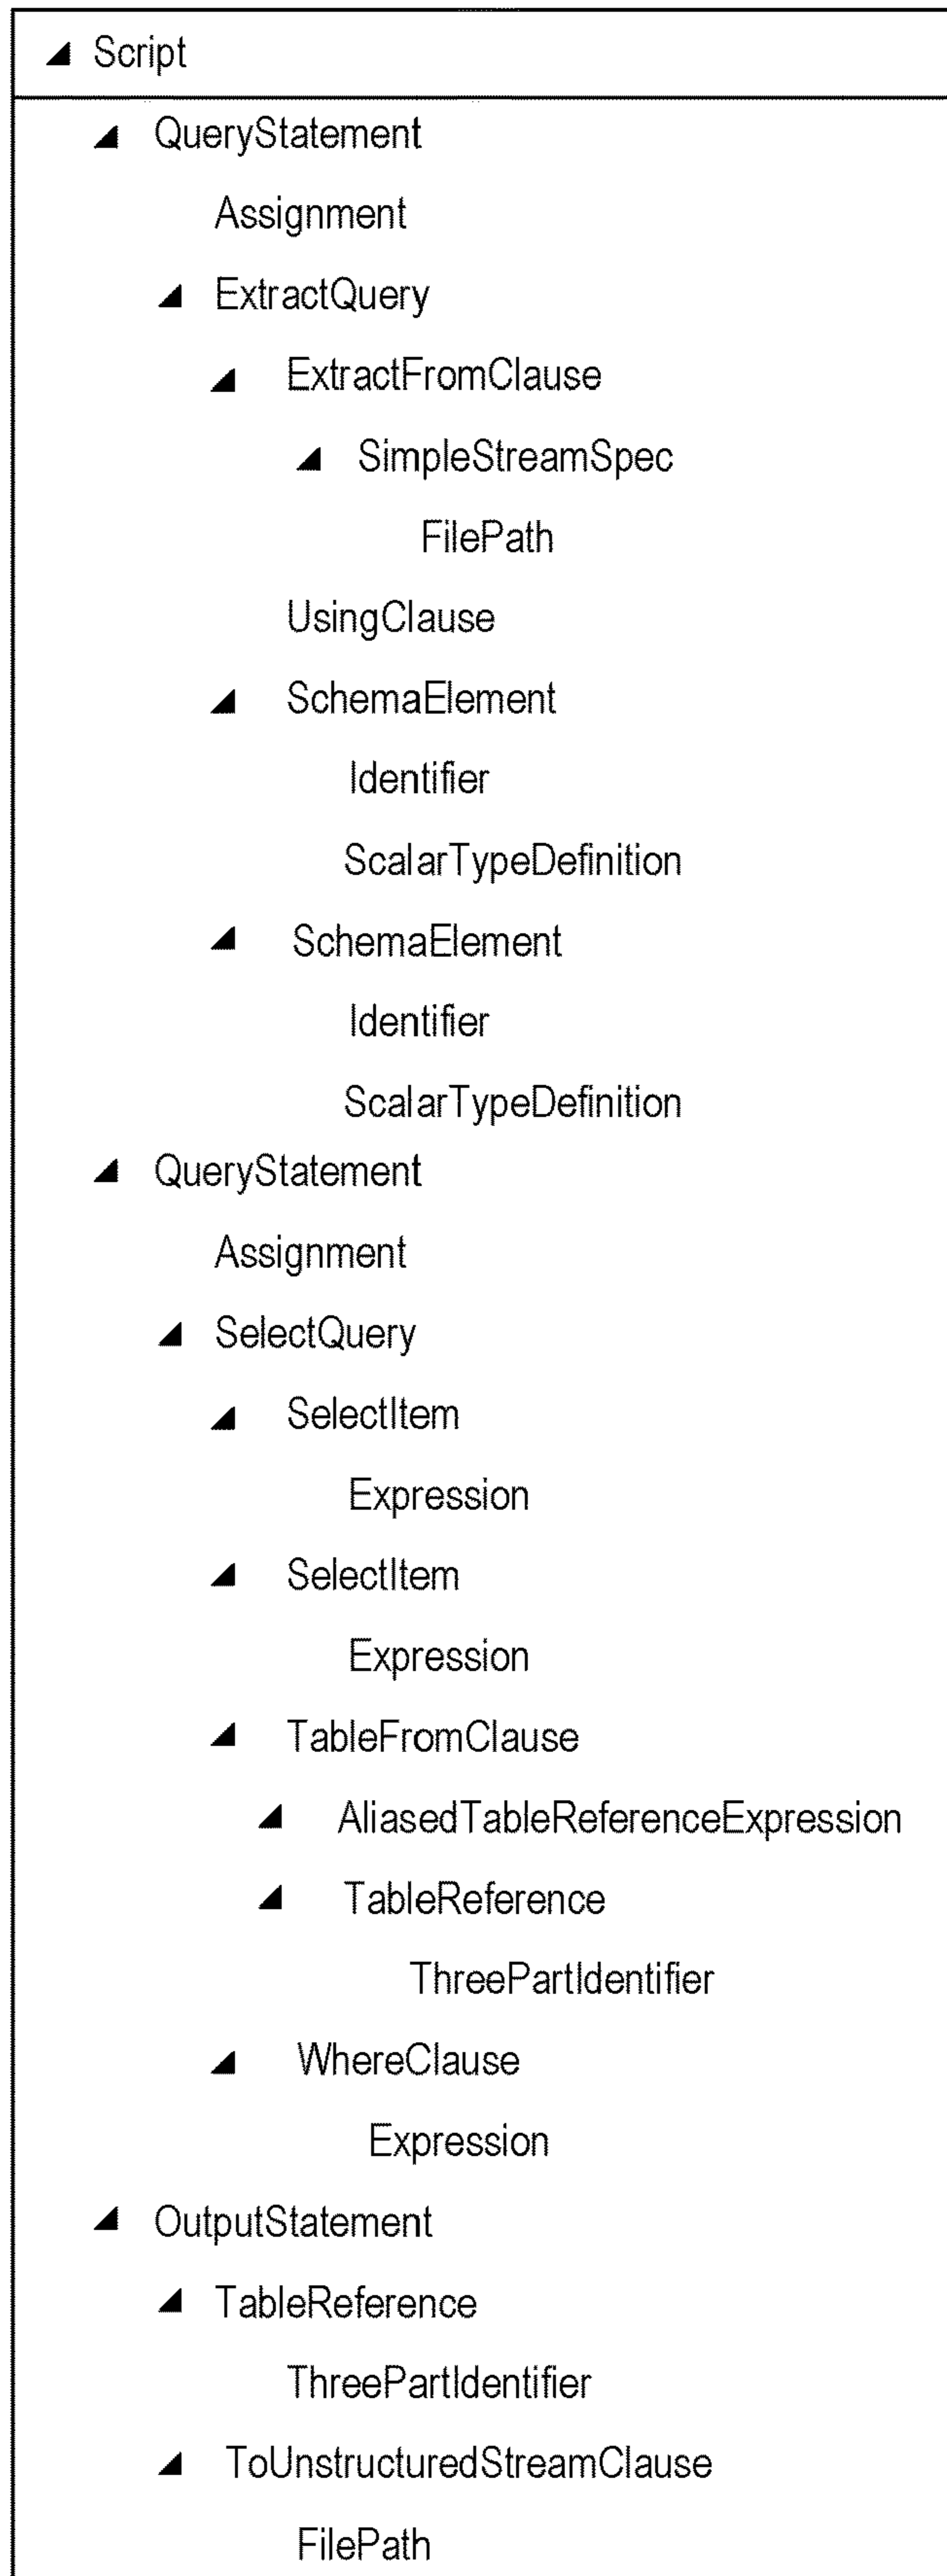 Script
QueryStatement
Assignment
ExtractQuery
ExtractFromClause
SimpleStreamSpec
FilePath
UsingClause
SchemaElement
Identifier
ScalarTypeDefinition
SchemaElement
Identifier
ScalarTypeDefinition
QueryStatement
Assignment
SelectQuery
SelectItem
Expression
SelectItem
Expression
TableFromClause
AliasedTableReferenceExpression
TableReference
ThreePartIdentifier
WhereClause
Expression
OutputStatement
TableReference
ThreePartIdentifier
ToUnstructuredStreamClause
FilePath